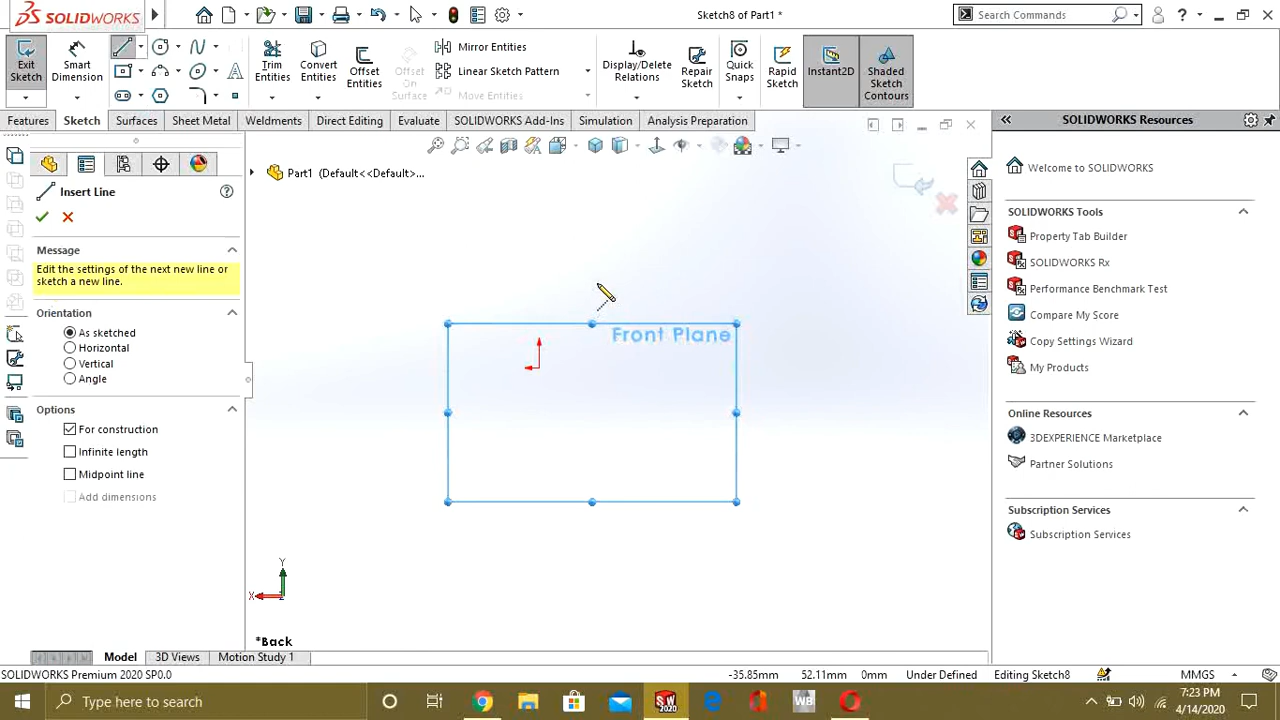 SOLIDWORKS
Sketch8 of Part1 *
Search Commands
?
Exit Sketch
Smart Dimension
Trim Entities
Convert Entities
Offset Entities
Offset On Surface
Mirror Entities
Linear Sketch Pattern
Move Entities
Display/Delete Relations
Repair Sketch
Quick Snaps
Rapid Sketch
Instant2D
Shaded Sketch Contours
Features
Sketch
Surfaces
Sheet Metal
Weldments
Direct Editing
Evaluate
SOLIDWORKS Add-Ins
Simulation
Analysis Preparation
SOLIDWORKS Resources
Part1 (Default<<Default>...
Insert Line
?
Message
Edit the settings of the next new line or
sketch a new line.
Orientation
As sketched
Horizontal
Vertical
Angle
Options
For construction
Infinite length
Midpoint line
Add dimensions
Front Plane
Y
X
Z
*Back
Welcome to SOLIDWORKS
SOLIDWORKS Tools
Property Tab Builder
SOLIDWORKS Rx
Performance Benchmark Test
Compare My Score
Copy Settings Wizard
My Products
Online Resources
3DEXPERIENCE Marketplace
Partner Solutions
Subscription Services
Subscription Services
Model
3D Views
Motion Study 1
SOLIDWORKS Premium 2020 SP0.0
-35.85mm
52.11mm
0mm
Under Defined
Editing Sketch8
MMGS
Type here to search
SW
2020
WB
7:23 PM
4/14/2020